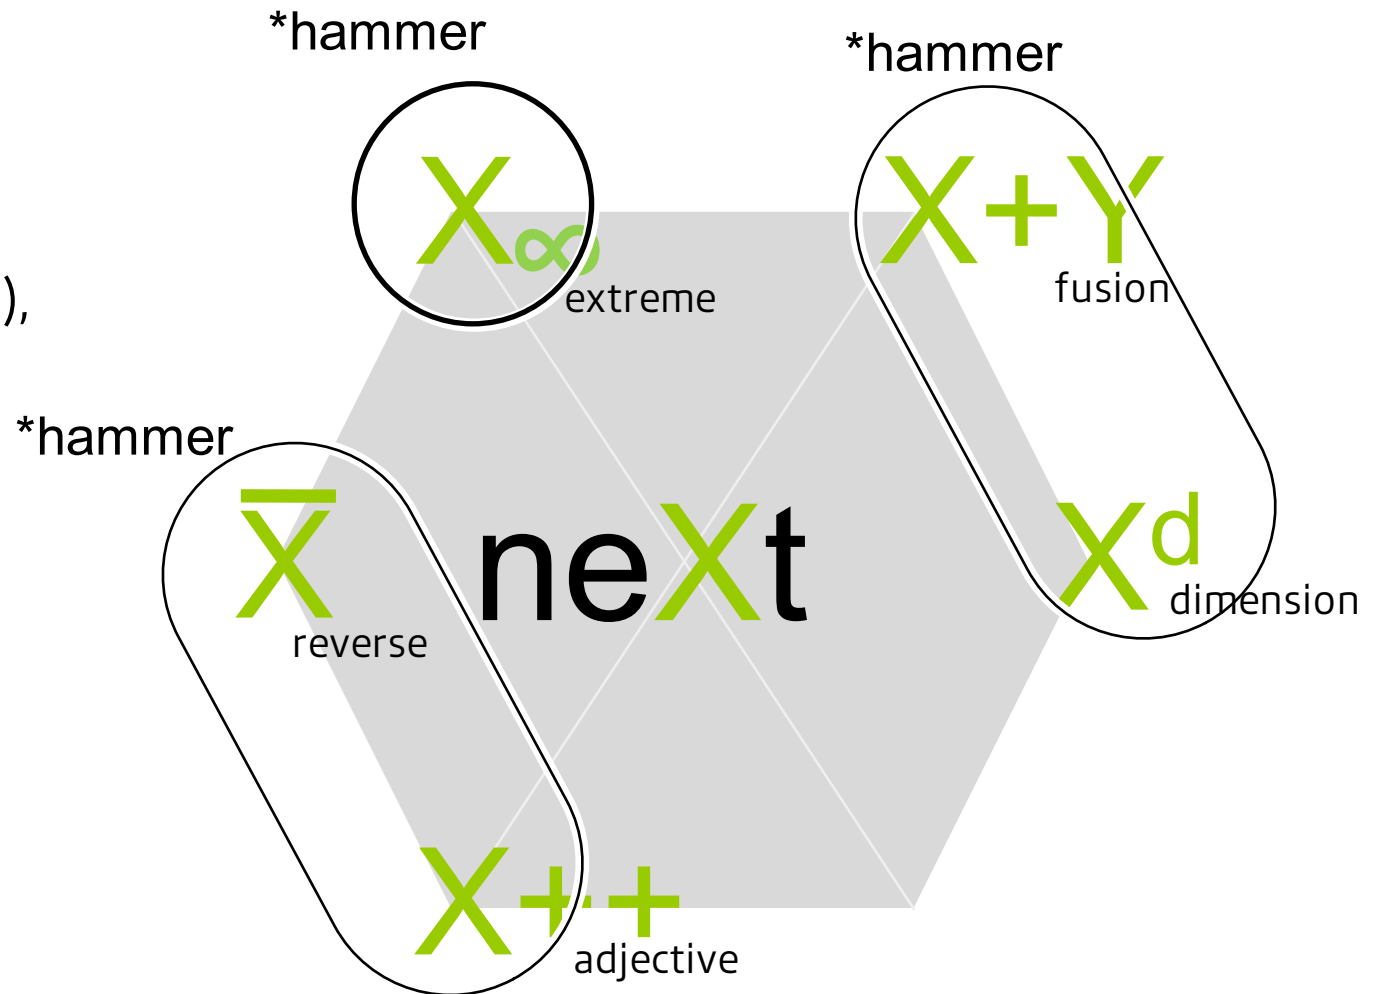 *hammer
*hammer
X∞
extreme
X+Y
fusion
),
*hammer
X̅
reverse
neXt
Xᵈ
dimension
X++
adjective